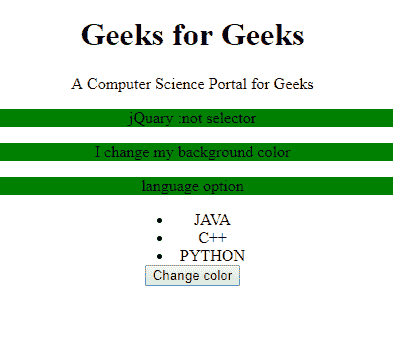 Geeks for Geeks
A Computer Science Portal for Geeks
jQuary :not selector
I change my background color
language option
JAVA
C++
PYTHON
Change color